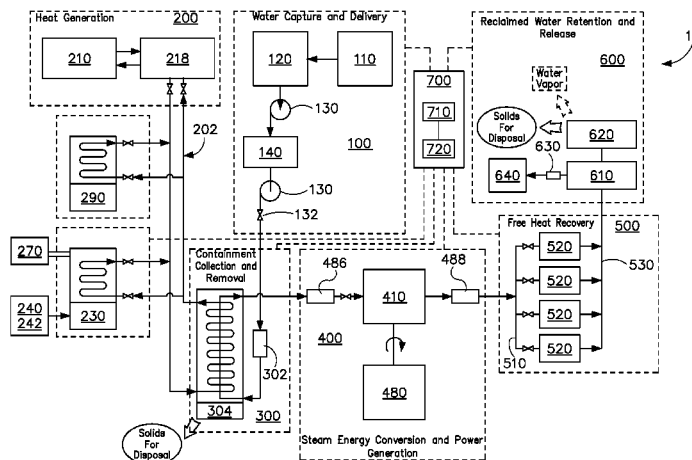 Heat Generation
200
210
218
202
290
270
240
242
230
Water Capture and Delivery
120
110
130
140
100
130
132
700
710
720
Reclaimed Water Retention and
Release
600
Water
Vapor
Solids
For
Disposal
620
630
640
610
1
Free Heat Recovery
500
520
520
520
520
530
510
Containment
Collection and
Removal
302
304
300
Solids
For
Disposal
486
410
488
400
480
Steam Energy Conversion and Power
Generation